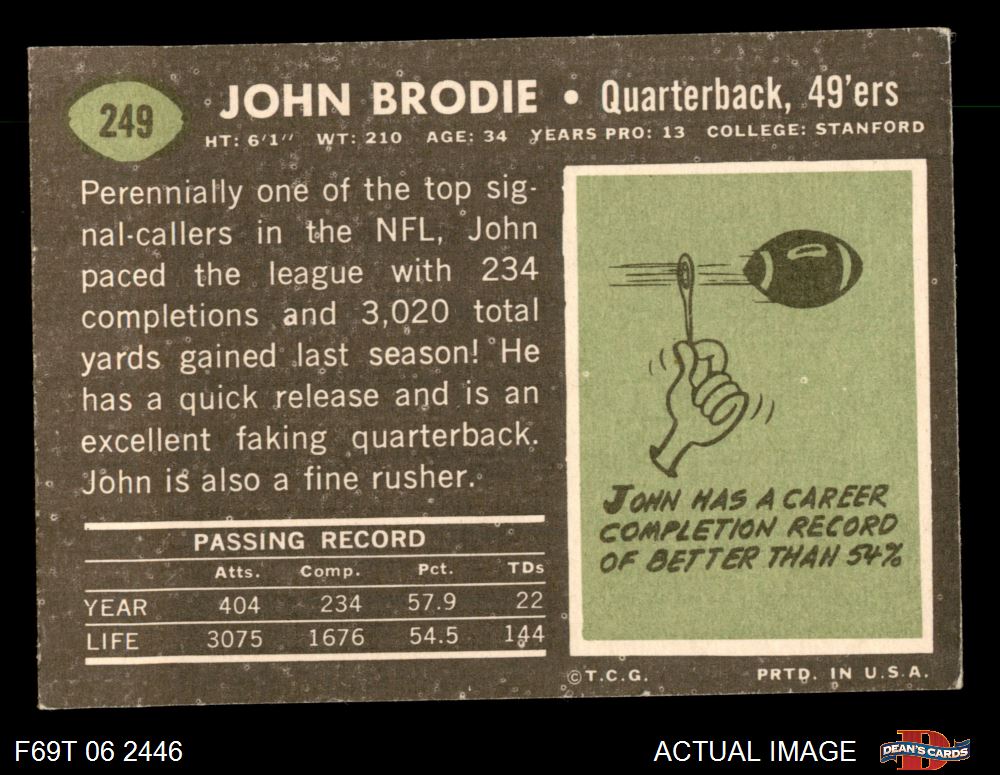 249
JOHN BRODIE • Quarterback, 49'ers
HT: 6'1'' WT: 210 AGE: 34 YEARS PRO: 13 COLLEGE: STANFORD
Perennially one of the top sig-
nal-callers in the NFL, John
paced the league with 234
completions and 3,020 total
yards gained last season! He
has a quick release and is an
excellent faking quarterback.
John is also a fine rusher.
PASSING RECORD
Atts. Comp. Pct. TDs
YEAR 404 234 57.9 22
LIFE 3075 1676 54.5 144
JOHN HAS A CAREER
COMPLETION RECORD
OF BETTER THAN 54%
©T.C.G. PRTD. IN U.S.A.
F69T 06 2446
ACTUAL IMAGE
D
DEAN'S CARDS